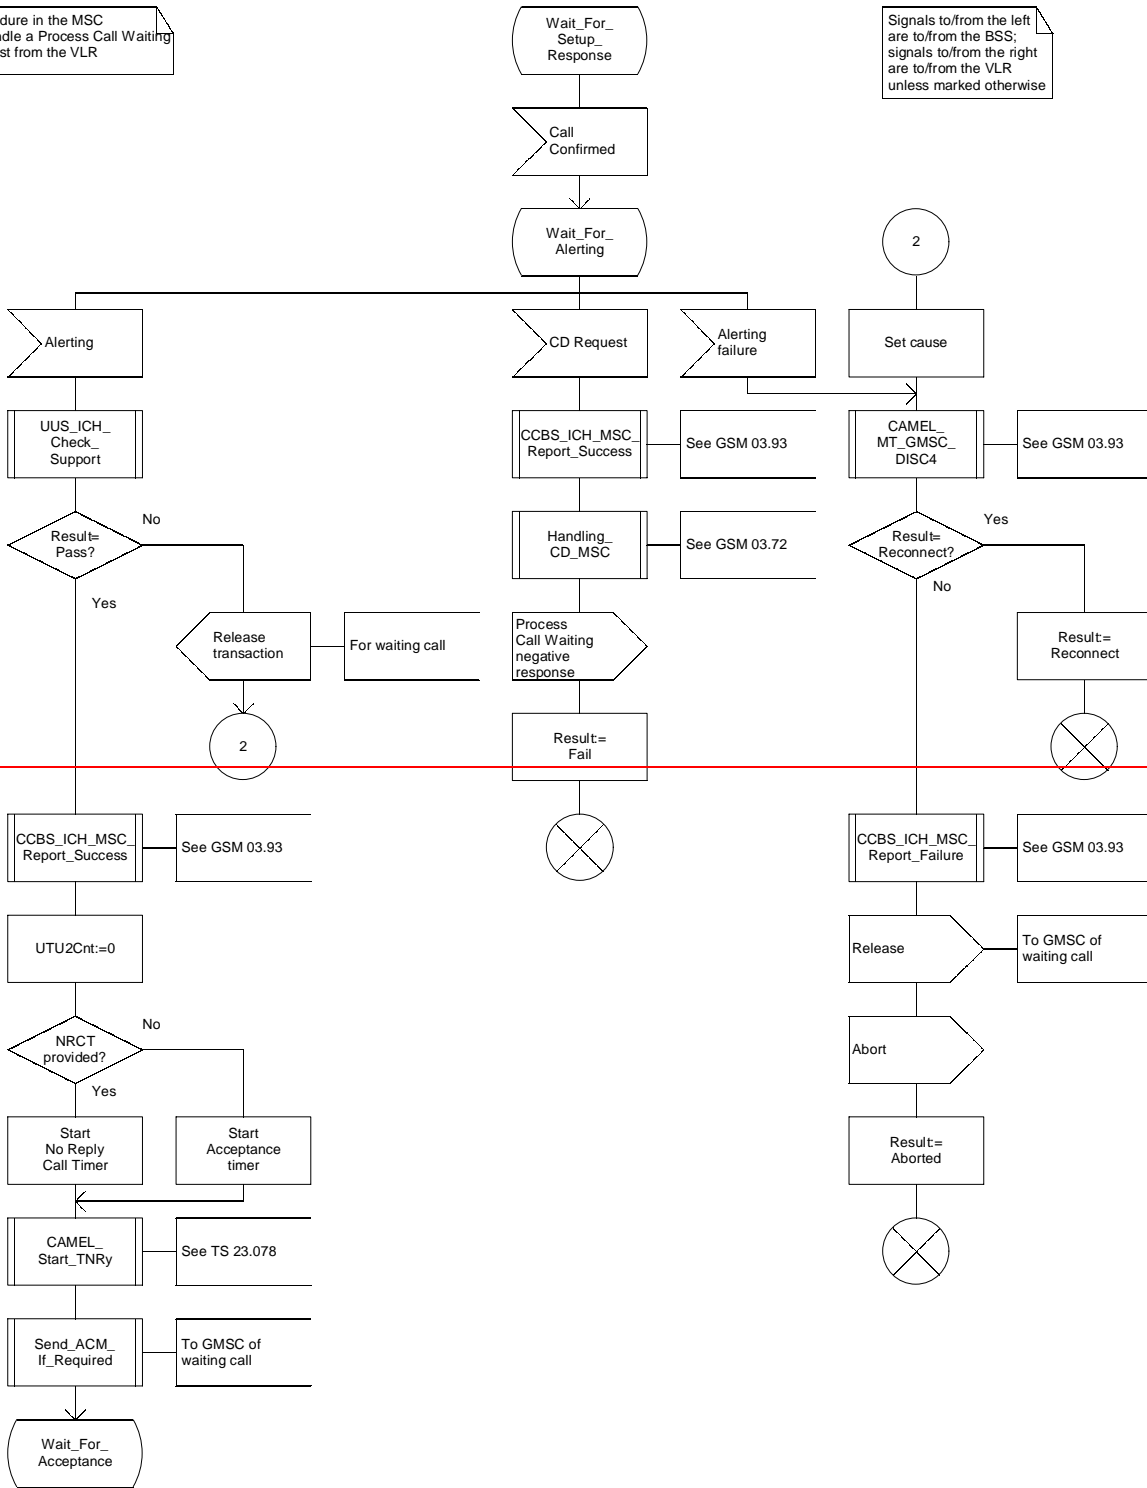 dure in the MSC
ndle a Process Call Waiting
st from the VLR
Wait_For_
Setup_
Response
Signals to/from the left
are to/from the BSS;
signals to/from the right
are to/from the VLR
unless marked otherwise
Call
Confirmed
Wait_For_
Alerting
2
Alerting
CD Request
Alerting
failure
Set cause
UUS_ICH_
Check_
Support
CCBS_ICH_MSC_
Report_Success
See GSM 03.93
CAMEL_
MT_GMSC_
DISC4
See GSM 03.93
Result=
Pass?
No
Yes
Handling_
CD_MSC
See GSM 03.72
Result=
Reconnect?
Yes
No
Release
transaction
For waiting call
Process
Call Waiting
negative
response
Result:=
Reconnect
2
Result:=
Fail
CCBS_ICH_MSC_
Report_Success
See GSM 03.93
CCBS_ICH_MSC_
Report_Failure
See GSM 03.93
UTU2Cnt:=0
Release
To GMSC of
waiting call
NRCT
provided?
No
Yes
Abort
Start
No Reply
Call Timer
Start
Acceptance
timer
Result:=
Aborted
CAMEL_
Start_TNRy
See TS 23.078
Send_ACM_
If_Required
To GMSC of
waiting call
Wait_For_
Acceptance